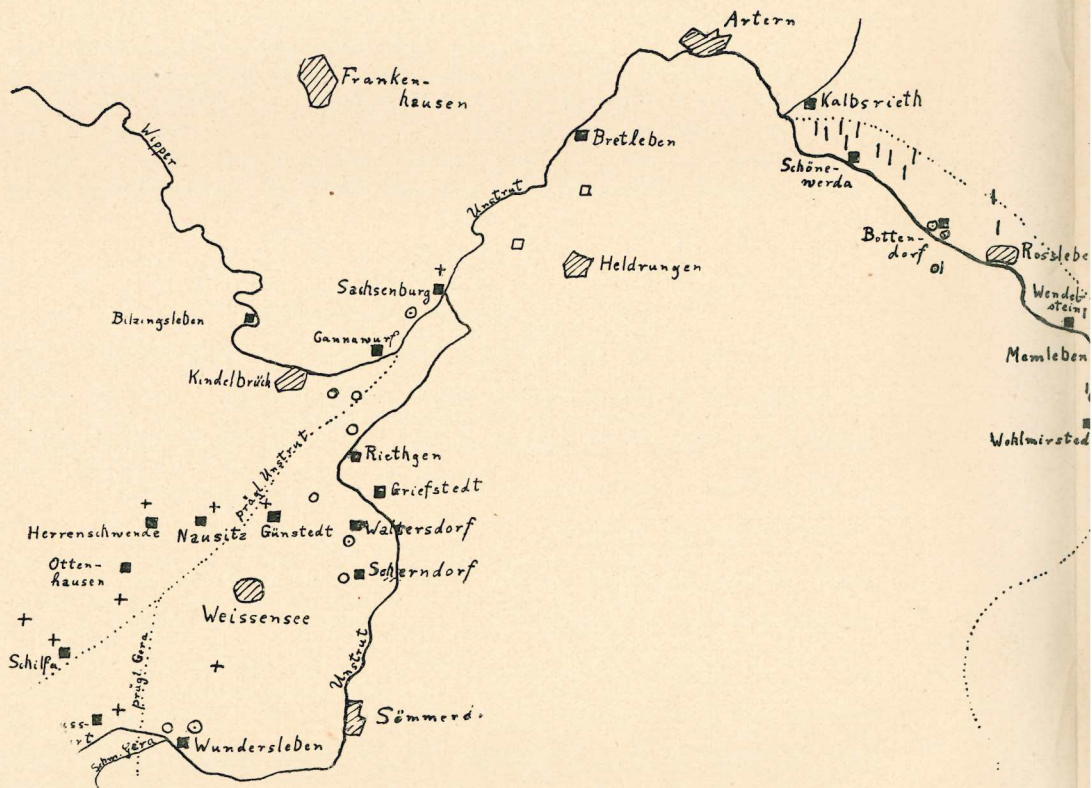 Artern
Franken-
hausen
Kalbsrieth
Wipper
Bretleben
Schöne-
werda
Unstrut
Botten-
dorf
Rosslebe
Heldrungen
Sachsenburg
Wendel-
stein
Bilzingsleben
Gannawurf
Memleben
Kindelbrück
Wohlmirsted
prägl. Unstrut
Riethgen
Griefstedt
Herrenschwende
Nausitz
Günstedt
Waltersdorf
Otten-
hausen
Scherndorf
Weissensee
Schilfa
prägl. Gera
Unstrut
Sömmerd
Schm. Gera
Wundersleben